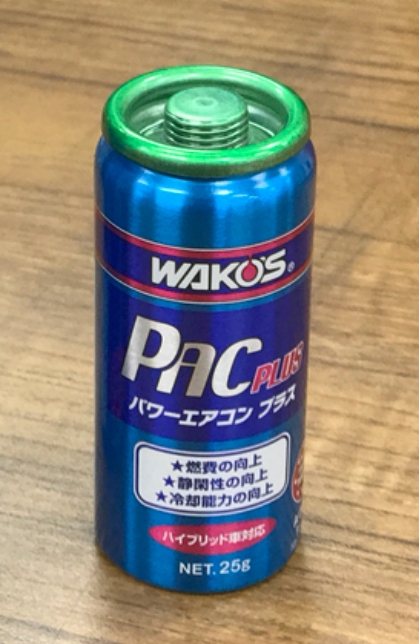 WAKO'S®
PAC PLUS
パワーエアコン プラス
★燃費の向上
★静閑性の向上
★冷却能力の向上
ハイブリッド車対応
NET. 25g